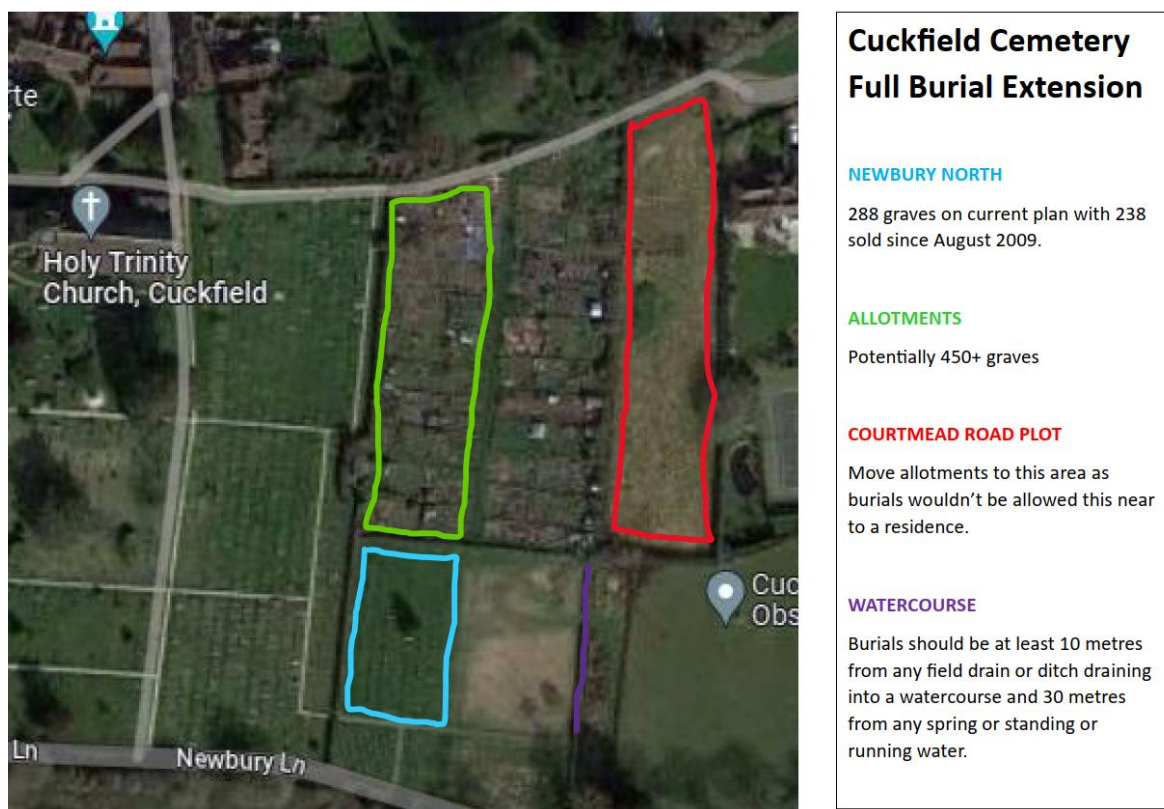 rte
Holy Trinity
Church, Cuckfield
Cuc
Obs
Ln
Newbury Ln
Cuckfield Cemetery
Full Burial Extension
NEWBURY NORTH
288 graves on current plan with 238
sold since August 2009.
ALLOTMENTS
Potentially 450+ graves
COURTMEAD ROAD PLOT
Move allotments to this area as
burials wouldn’t be allowed this near
to a residence.
WATERCOURSE
Burials should be at least 10 metres
from any field drain or ditch draining
into a watercourse and 30 metres
from any spring or standing or
running water.